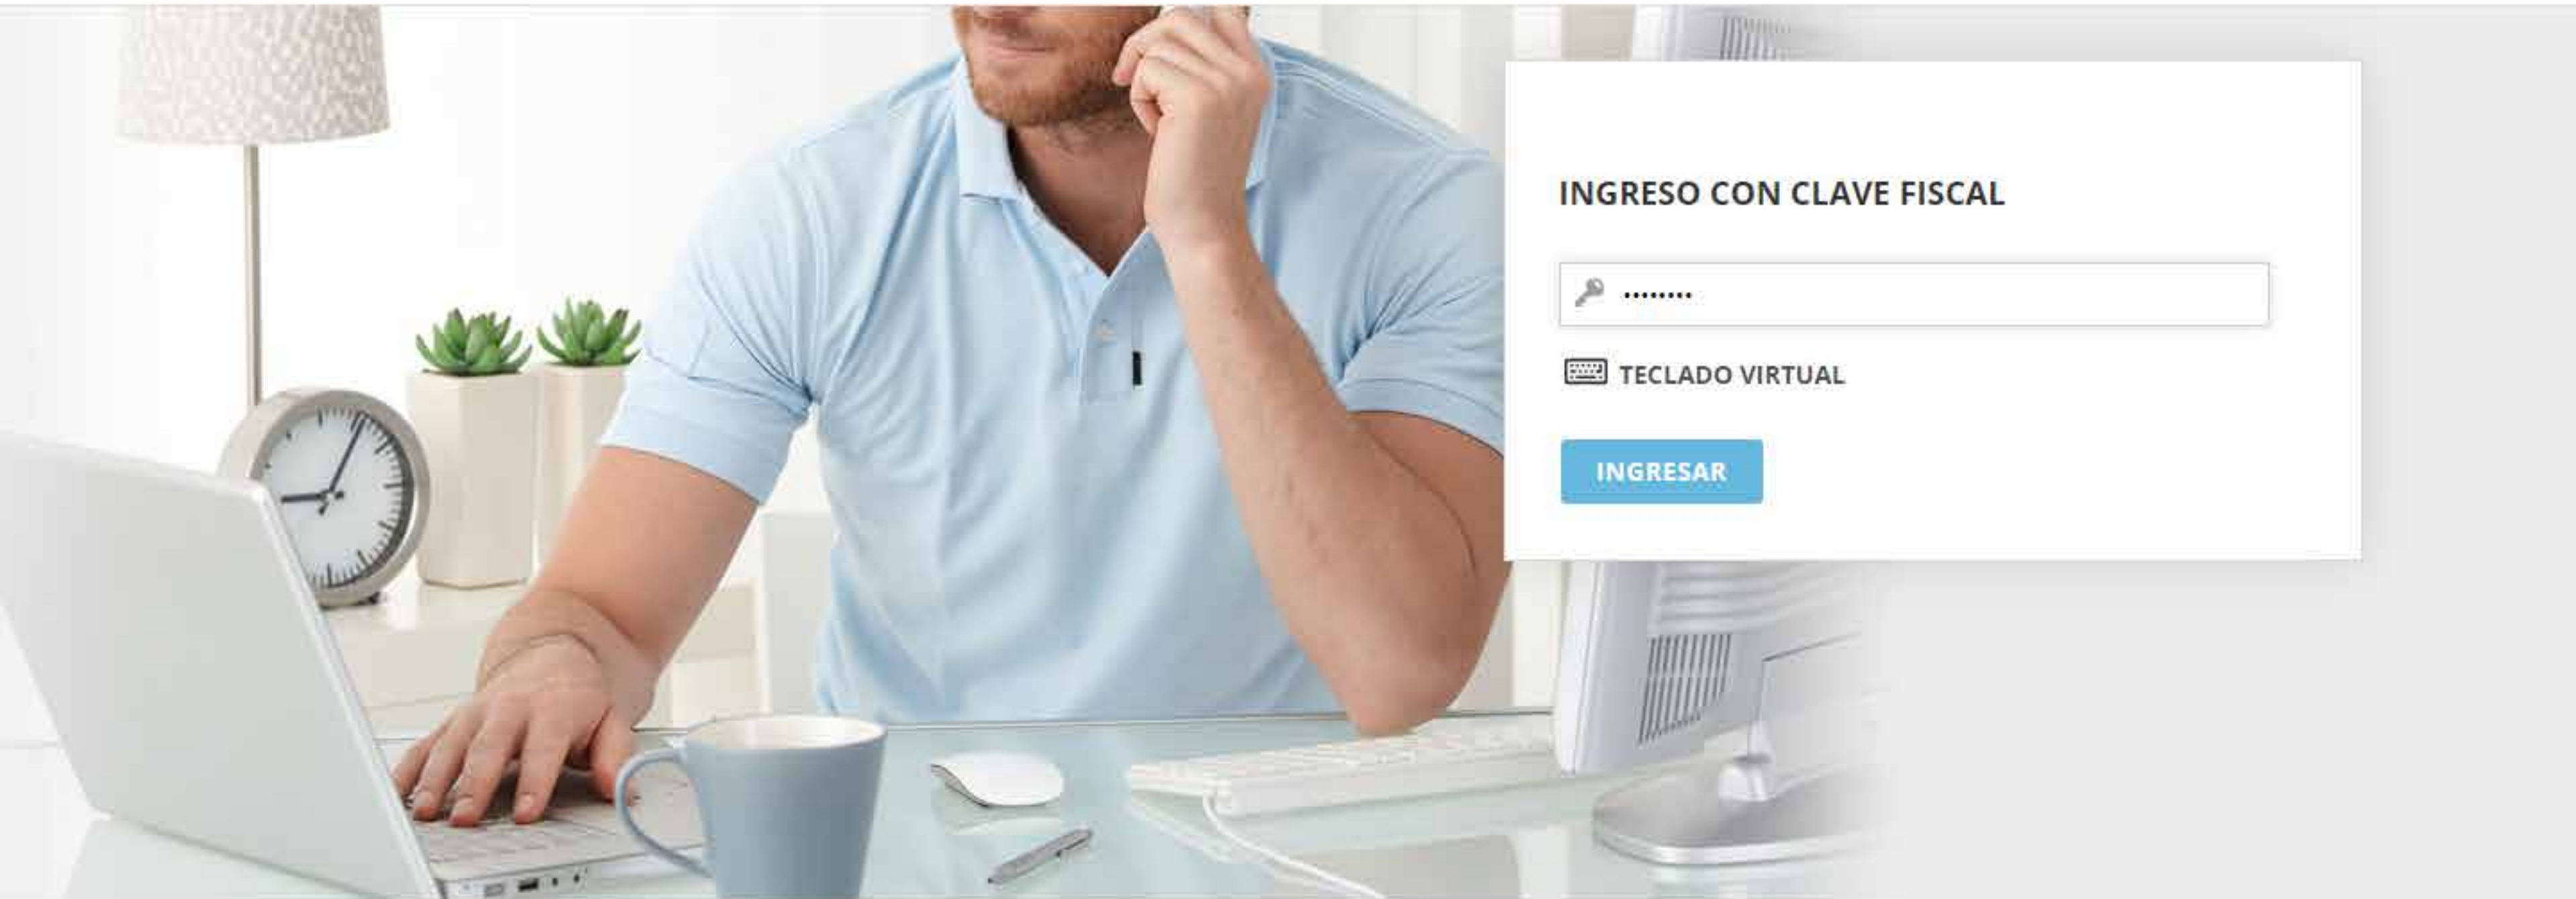 INGRESO CON CLAVE FISCAL
••••••••
TECLADO VIRTUAL
INGRESAR